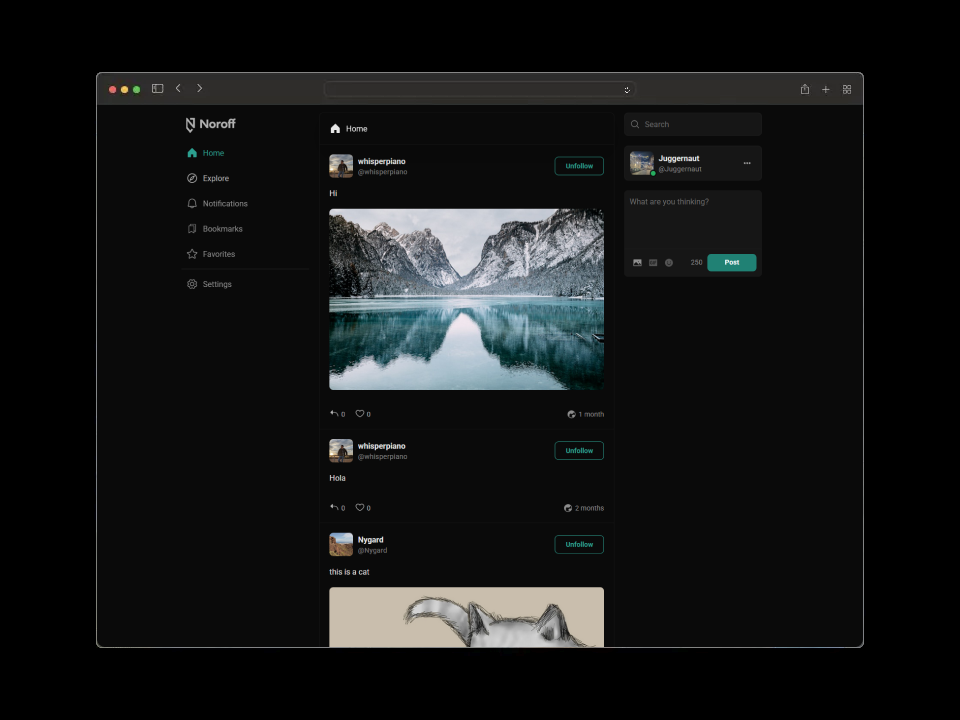 Noroff
Home
Explore
Notifications
Bookmarks
Favorites
Settings
Home
whisperpiano
@whisperpiano
Unfollow
Hi
0 0
1 month
whisperpiano
@whisperpiano
Unfollow
Hola
0 0
2 months
Nygard
@Nygard
Unfollow
this is a cat
Search
Juggernaut
@Juggernaut
What are you thinking?
250
Post